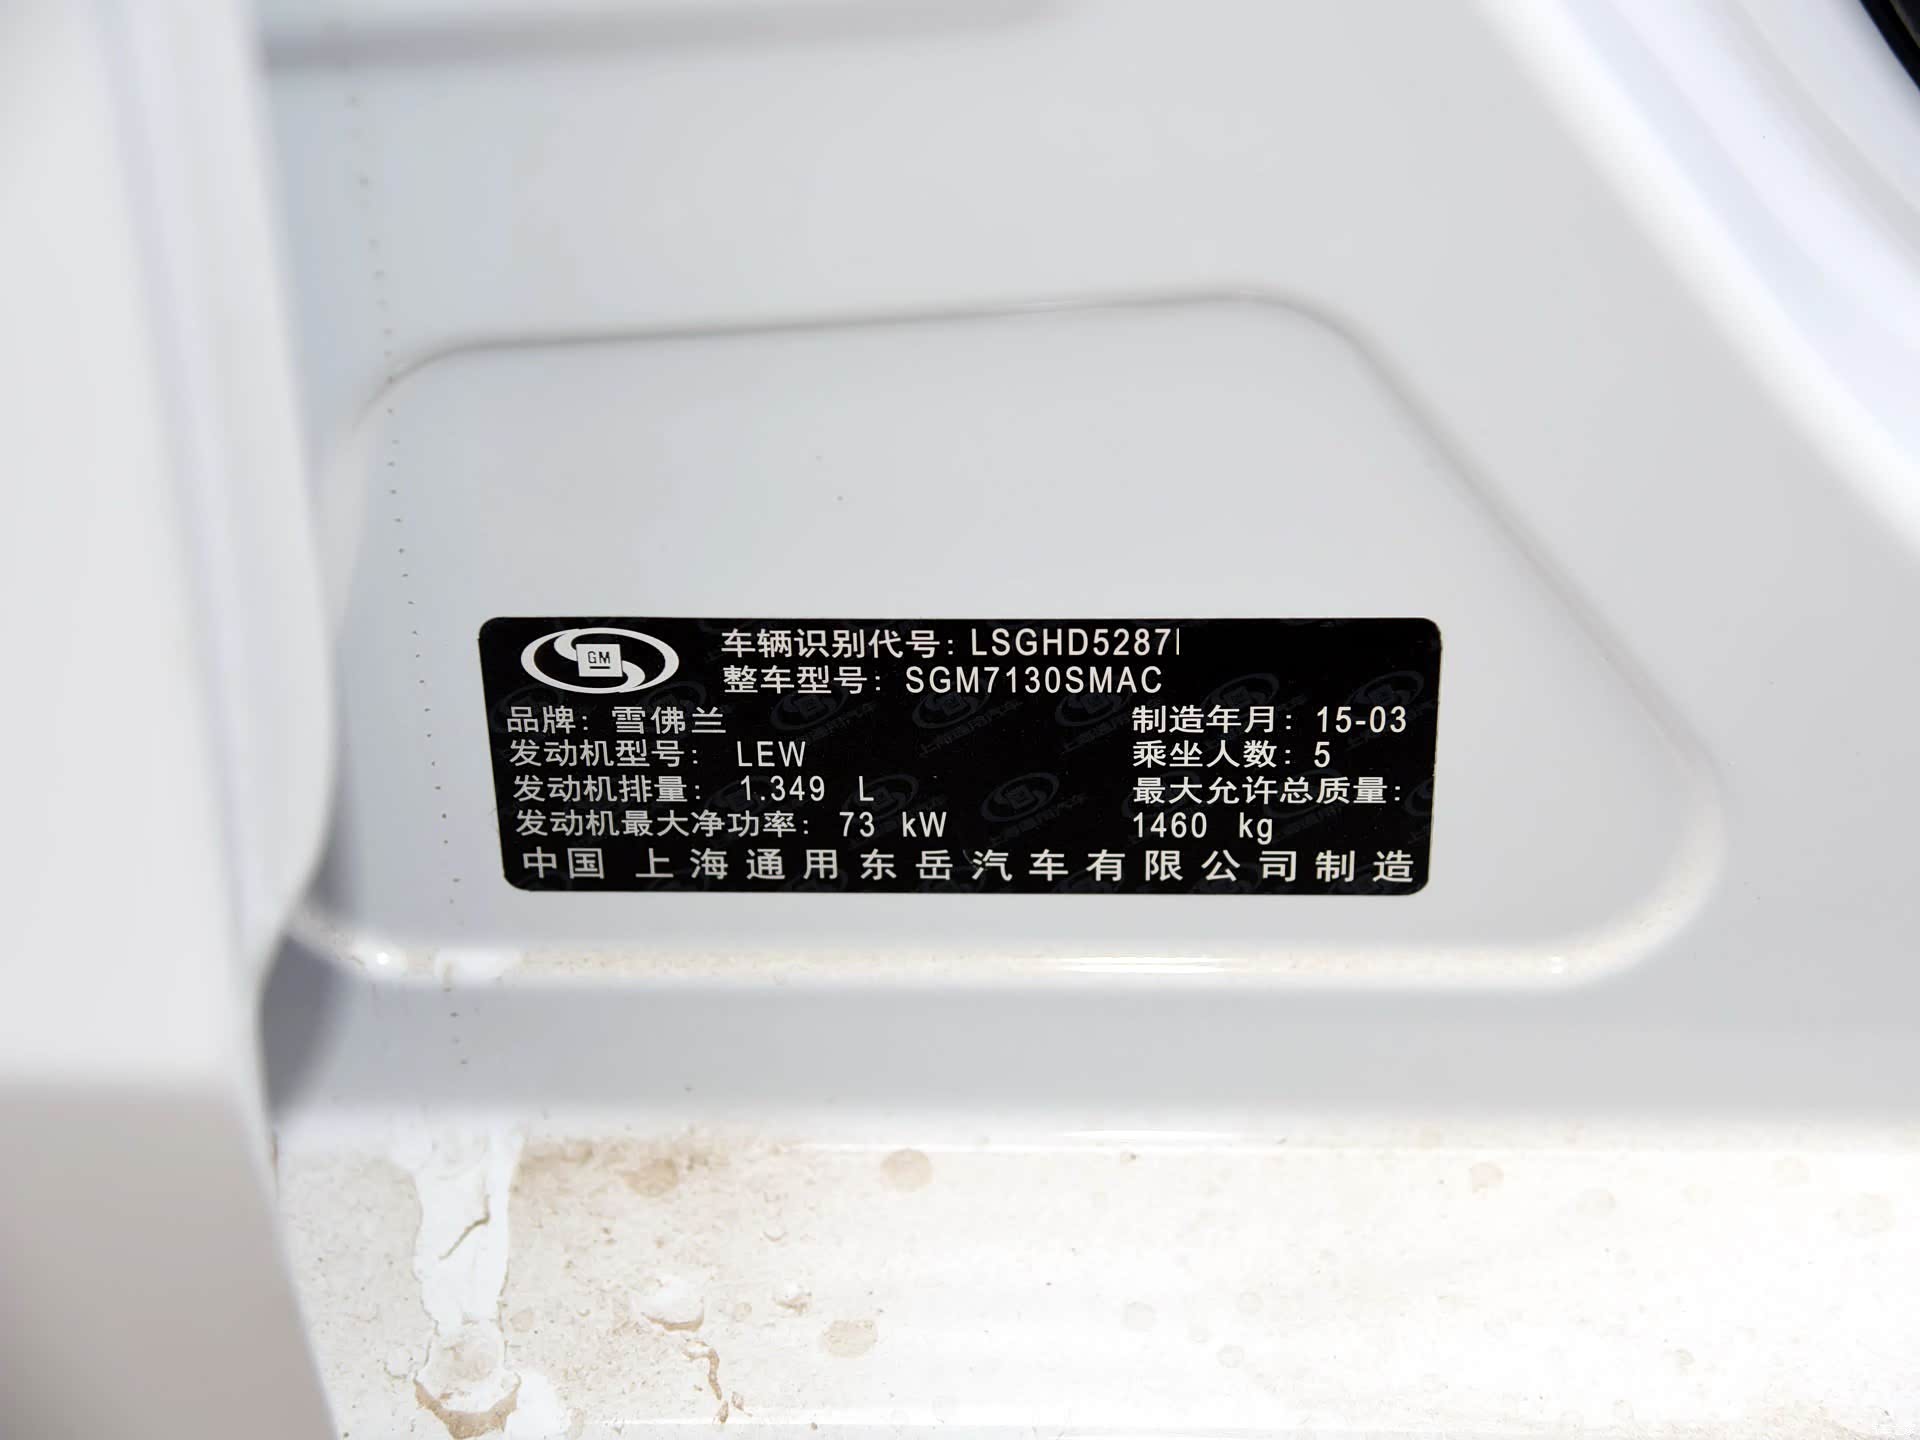 GM
车辆识别代号: LSGHD5287
整车型号: SGM7130SMAC
品牌: 雪佛兰
制造年月: 15-03
发动机型号: LEW
乘坐人数: 5
发动机排量: 1.349 L
最大允许总质量:
发动机最大净功率: 73 kW
1460 kg
中国 上海通用东岳汽车有限公司制造